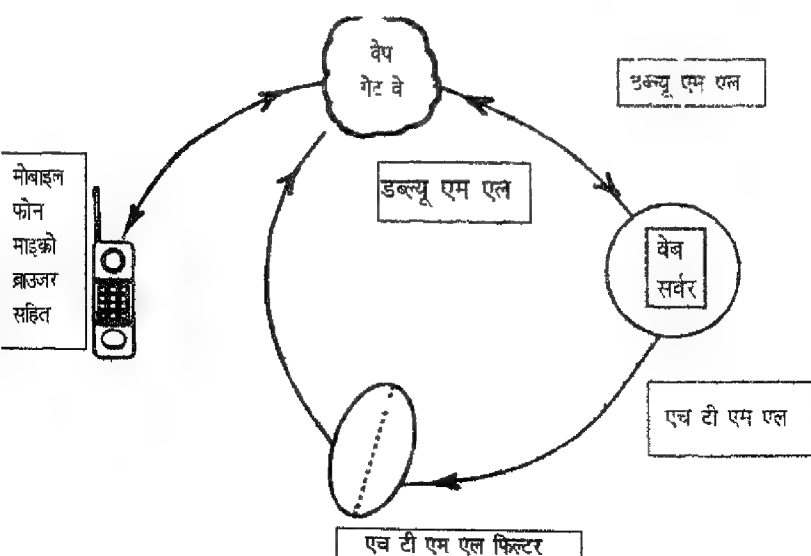 वेप
गेट वे
डब्ल्यू एम एल
डब्ल्यू एम एल
मोबाइल
फोन
माइक्रो
ब्राउजर
सहित
वेब
सर्वर
एच टी एम एल
एच टी एम एल फिल्टर